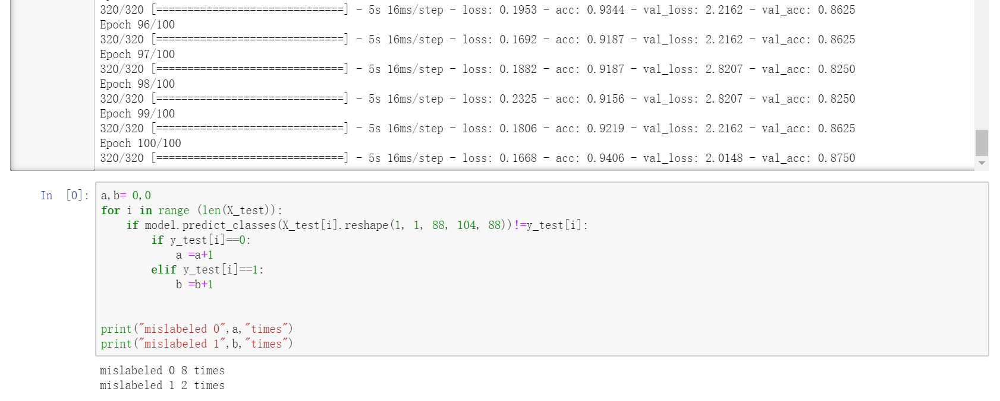 320/320 [==============================] - 5s 16ms/step - loss: 0.1953 - acc: 0.9344 - val_loss: 2.2162 - val_acc: 0.8625
Epoch 96/100
320/320 [==============================] - 5s 16ms/step - loss: 0.1692 - acc: 0.9187 - val_loss: 2.2162 - val_acc: 0.8625
Epoch 97/100
320/320 [==============================] - 5s 16ms/step - loss: 0.1882 - acc: 0.9187 - val_loss: 2.8207 - val_acc: 0.8250
Epoch 98/100
320/320 [==============================] - 5s 16ms/step - loss: 0.2325 - acc: 0.9156 - val_loss: 2.8207 - val_acc: 0.8250
Epoch 99/100
320/320 [==============================] - 5s 16ms/step - loss: 0.1806 - acc: 0.9219 - val_loss: 2.2162 - val_acc: 0.8625
Epoch 100/100
320/320 [==============================] - 5s 16ms/step - loss: 0.1668 - acc: 0.9406 - val_loss: 2.0148 - val_acc: 0.8750
In [0]: a,b= 0,0
for i in range (len(X_test)):
    if model.predict_classes(X_test[i].reshape(1, 1, 88, 104, 88))!=y_test[i]:
        if y_test[i]==0:
            a =a+1
        elif y_test[i]==1:
            b =b+1
print("mislabeled 0",a,"times")
print("mislabeled 1",b,"times")
mislabeled 0 8 times
mislabeled 1 2 times